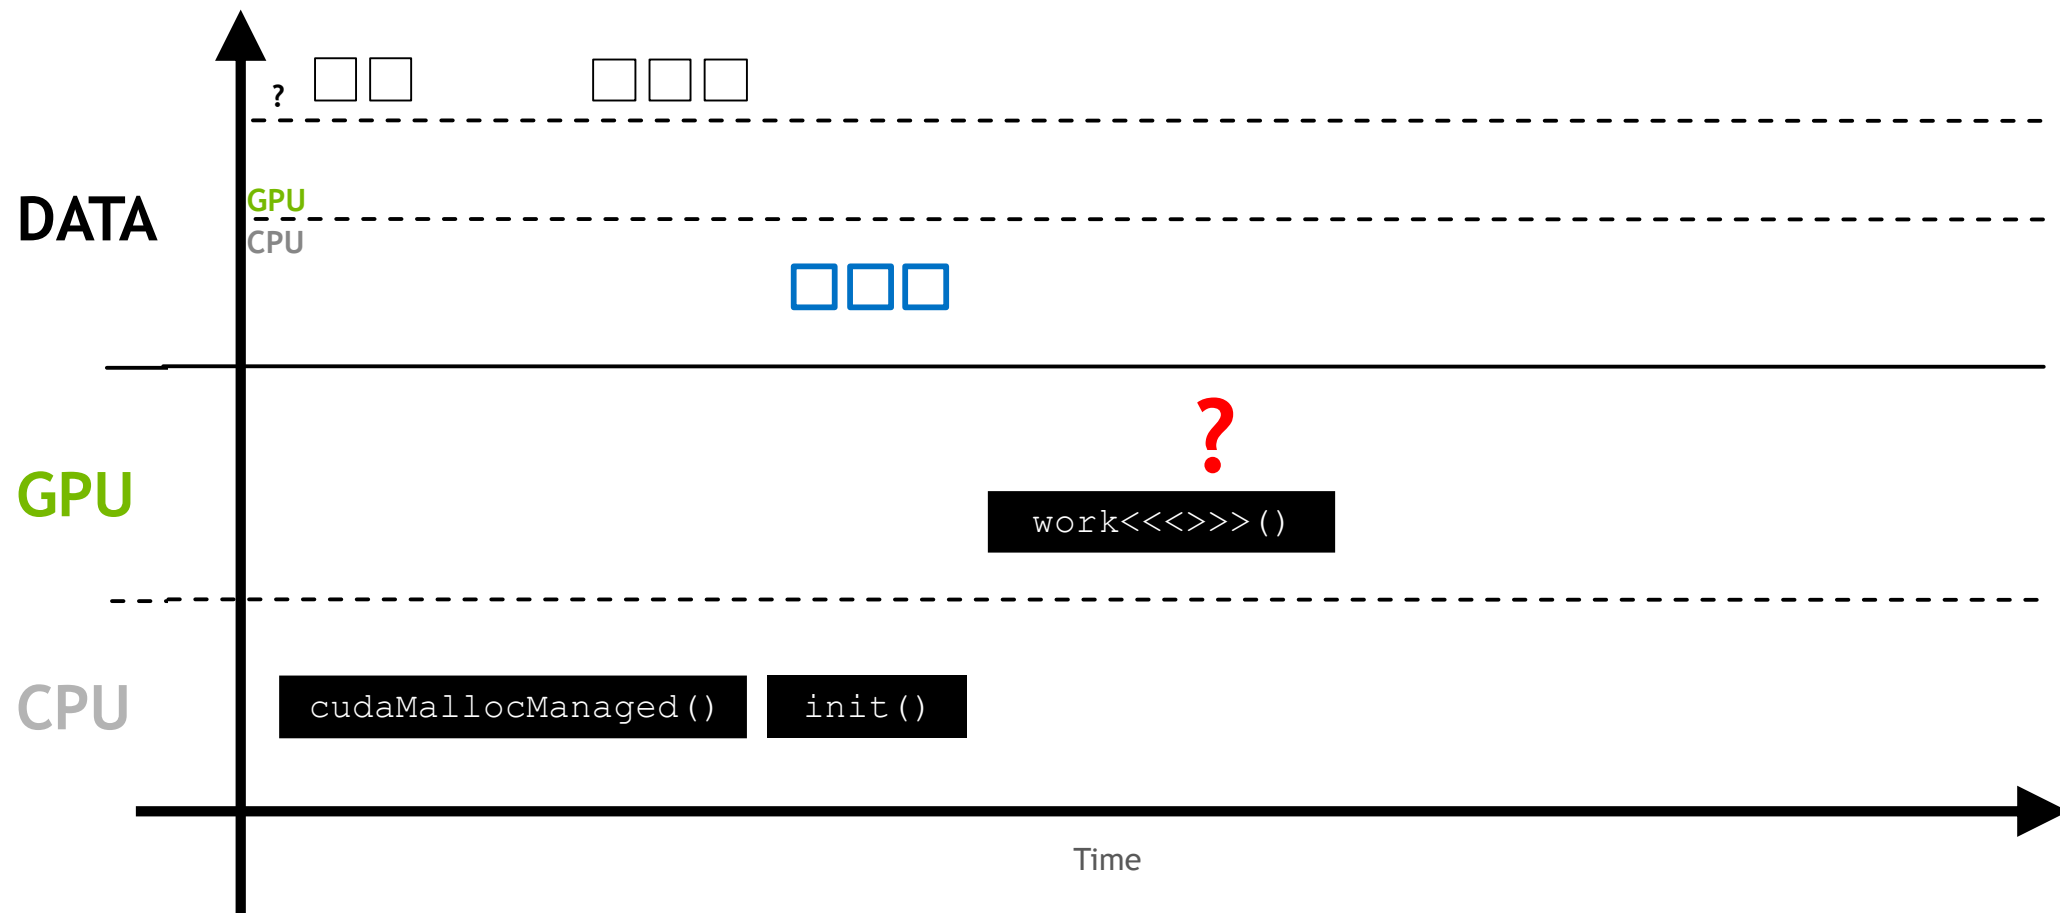 ?
GPU
DATA
CPU
?
GPU
work<<<>>>()
CPU
cudaMallocManaged()
init()
Time